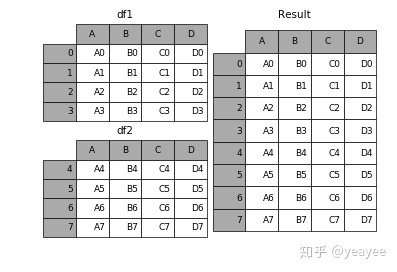 df1
A B C D
0 A0 B0 C0 D0
1 A1 B1 C1 D1
2 A2 B2 C2 D2
3 A3 B3 C3 D3
df2
A B C D
4 A4 B4 C4 D4
5 A5 B5 C5 D5
6 A6 B6 C6 D6
7 A7 B7 C7 D7
Result
A B C D
0 A0 B0 C0 D0
1 A1 B1 C1 D1
2 A2 B2 C2 D2
3 A3 B3 C3 D3
4 A4 B4 C4 D4
5 A5 B5 C5 D5
6 A6 B6 C6 D6
7 A7 B7 C7 D7
知乎 @yeayee